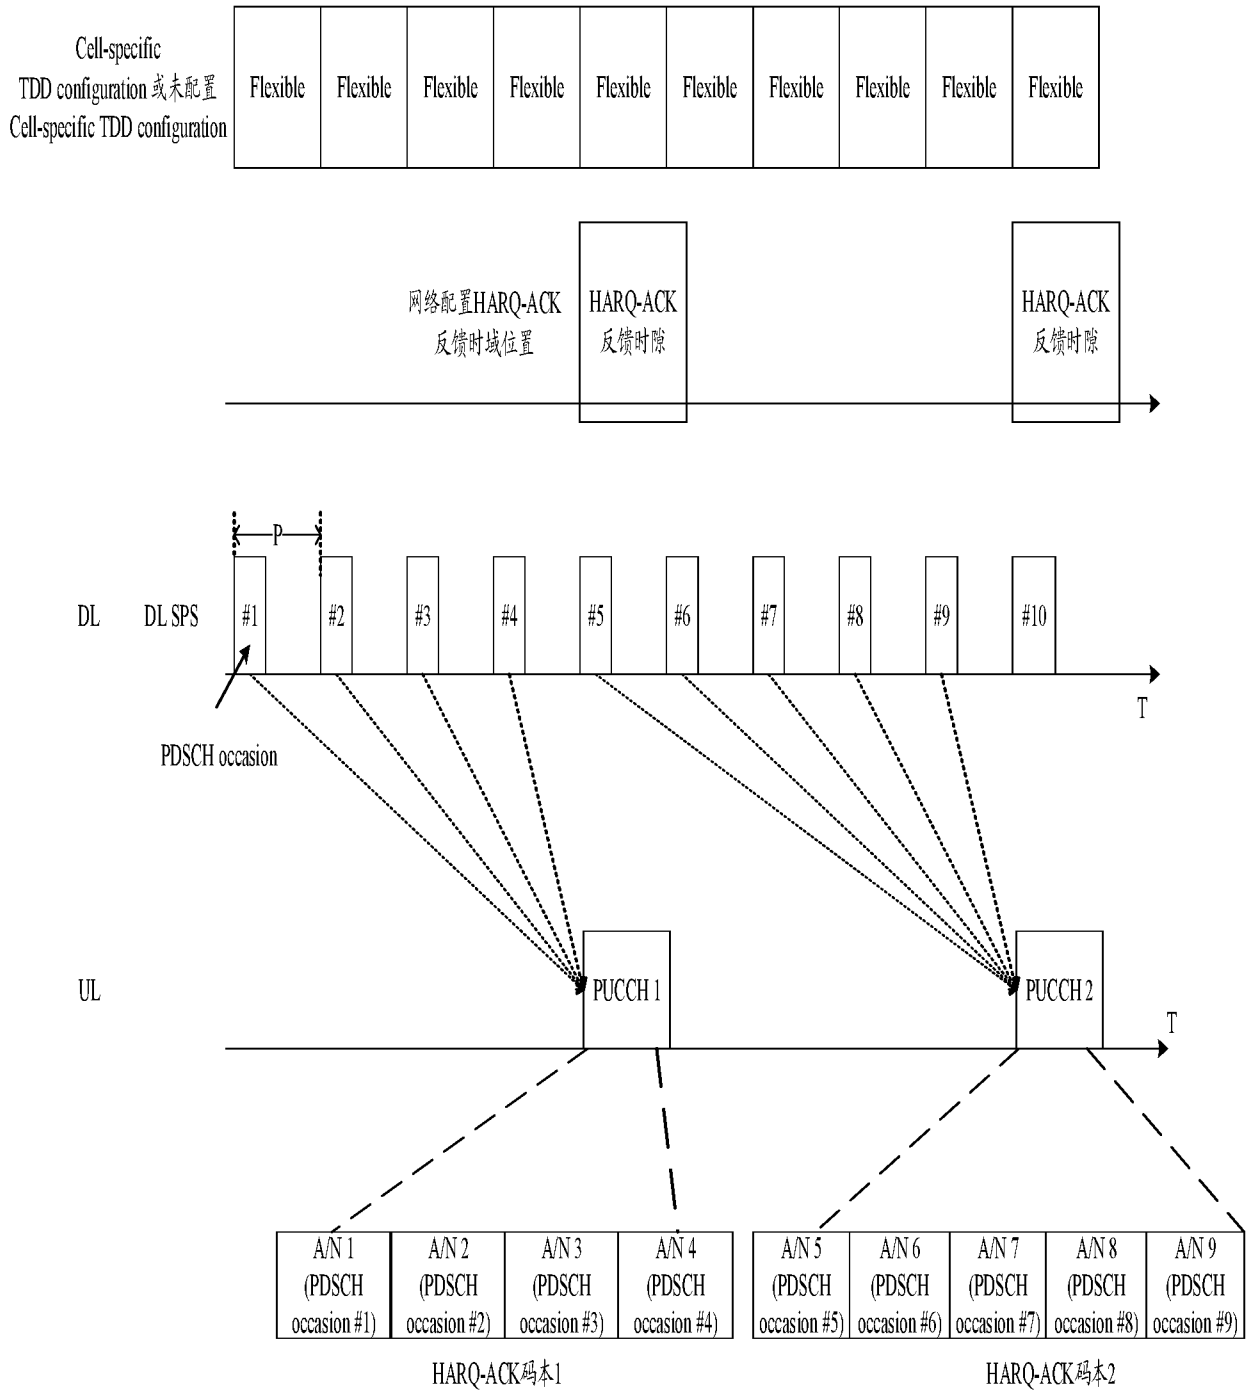 Cell-specific
TDD configuration 或未配置
Cell-specific TDD configuration
Flexible Flexible Flexible Flexible Flexible Flexible Flexible Flexible Flexible Flexible
网络配置HARQ-ACK
反馈时域位置
HARQ-ACK
反馈时隙
HARQ-ACK
反馈时隙
P
DL DL SPS #1 #2 #3 #4 #5 #6 #7 #8 #9 #10
T
PDSCH occasion
UL PUCCH 1 PUCCH 2
T
A/N 1
(PDSCH
occasion #1)
A/N 2
(PDSCH
occasion #2)
A/N 3
(PDSCH
occasion #3)
A/N 4
(PDSCH
occasion #4)
A/N 5
(PDSCH
occasion #5)
A/N 6
(PDSCH
occasion #6)
A/N 7
(PDSCH
occasion #7)
A/N 8
(PDSCH
occasion #8)
A/N 9
(PDSCH
occasion #9)
HARQ-ACK码本1
HARQ-ACK码本2